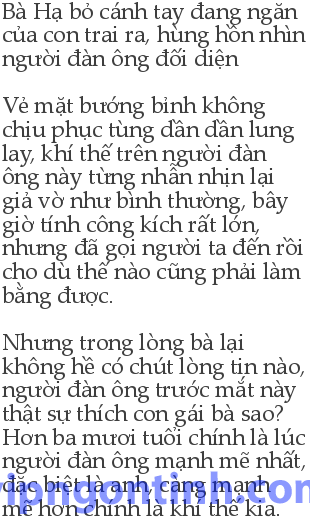 Bà Hạ bỏ cánh tay đang ngăn
của con trai ra, hùng hồn nhìn
người đàn ông đối diện
Vẻ mặt bướng bỉnh không
chịu phục tùng dần dần lung
lay, khí thế trên người đàn
ông này từng nhẫn nhịn lại
giả vờ như bình thường, bây
giờ tính công kích rất lớn,
nhưng đã gọi người ta đến rồi
cho dù thế nào cũng phải làm
bằng được.
Nhưng trong lòng bà lại
không hề có chút lòng tin nào,
người đàn ông trước mắt này
thật sự thích con gái bà sao?
Hơn ba mươi tuổi chính là lúc
người đàn ông mạnh mẽ nhất,
đặc biệt là anh, càng mạnh
mẽ hơn chính là khí thế kia.